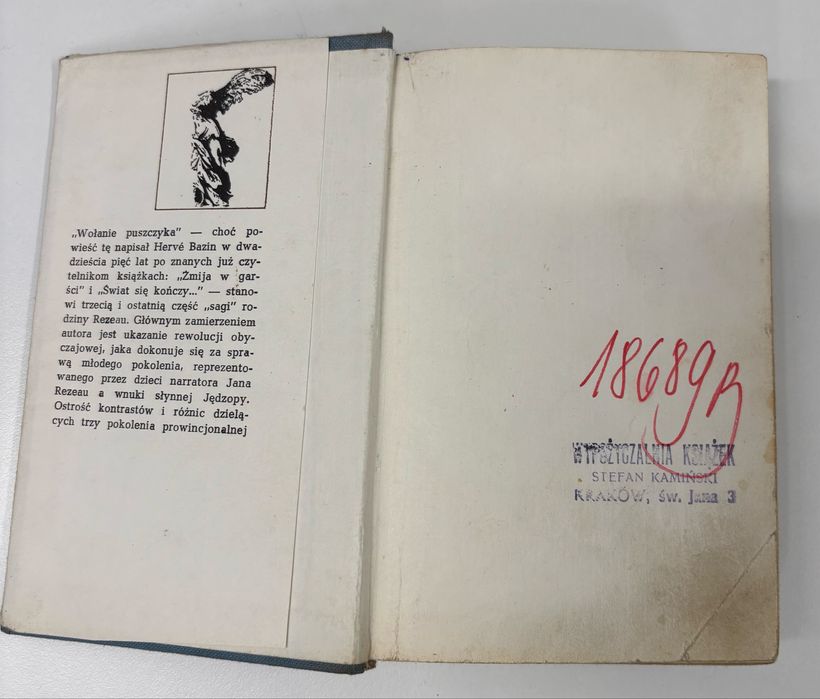 „Wołanie puszczyka” — choć po-
wieść tę napisał Hervé Bazin w dwa-
dzieścia pięć lat po znanych już czy-
telnikom książkach: „Żmija w gar-
ści” i „Świat się kończy...” — stano-
wi trzecią i ostatnią część „sagi” ro-
dziny Rezeau. Głównym zamierzeniem
autora jest ukazanie rewolucji oby-
czajowej, jaka dokonuje się za spra-
wą młodego pokolenia, reprezento-
wanego przez dzieci narratora Jana
Rezeau a wnuki słynnej Jędzopy.
Ostrość kontrastów i różnic dzielą-
cych trzy pokolenia prowincjonalnej
18689
WYPOŻYCZALNIA KSIĄŻEK
STEFAN KAMIŃSKI
KRAKÓW, św. Jana 3